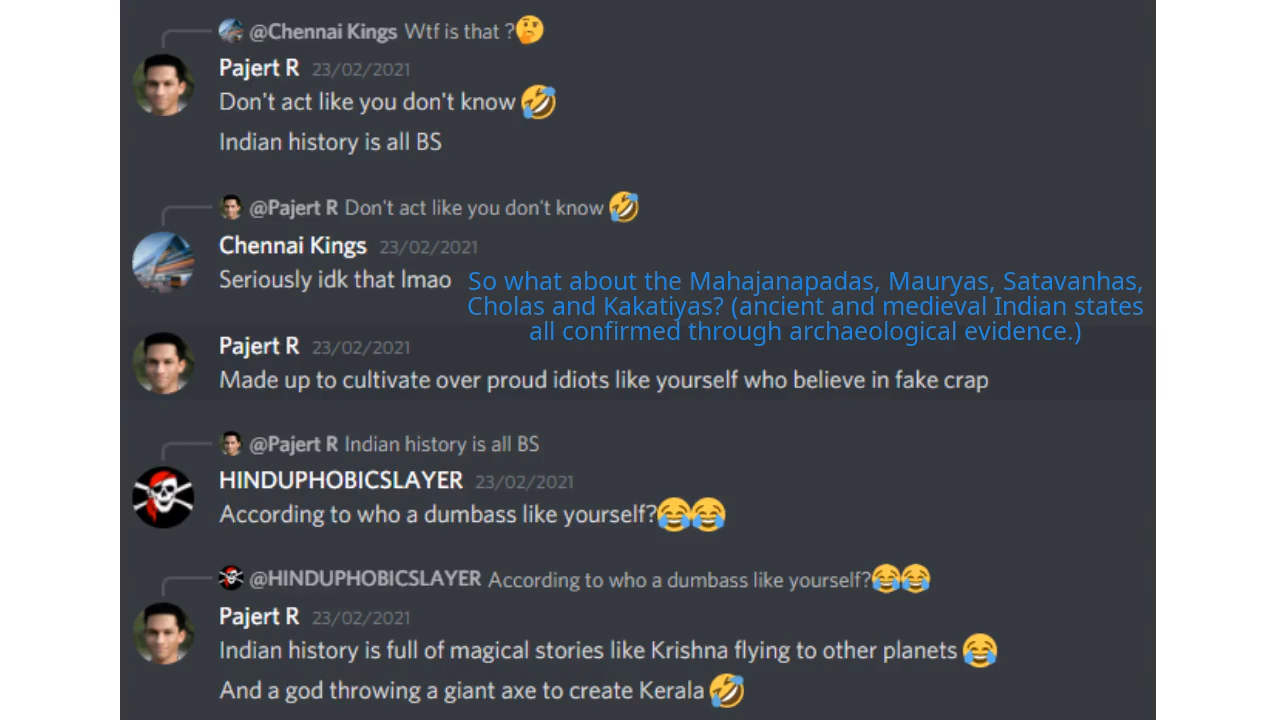 @Chennai Kings Wtf is that ?🤔
Pajert R 23/02/2021
Don't act like you don't know 🤣
Indian history is all BS
@Pajert R Don't act like you don't know 🤣
Chennai Kings 23/02/2021
Seriously idk that lmao
So what about the Mahajanapadas, Mauryas, Satavanhas,
Cholas and Kakatiyas? (ancient and medieval Indian states
all confirmed through archaeological evidence.)
Pajert R 23/02/2021
Made up to cultivate over proud idiots like yourself who believe in fake crap
@Pajert R Indian history is all BS
HINDUPHOBICSLAYER 23/02/2021
According to who a dumbass like yourself?😂😂
@HINDUPHOBICSLAYER According to who a dumbass like yourself?😂😂
Pajert R 23/02/2021
Indian history is full of magical stories like Krishna flying to other planets 😂
And a god throwing a giant axe to create Kerala 🤣